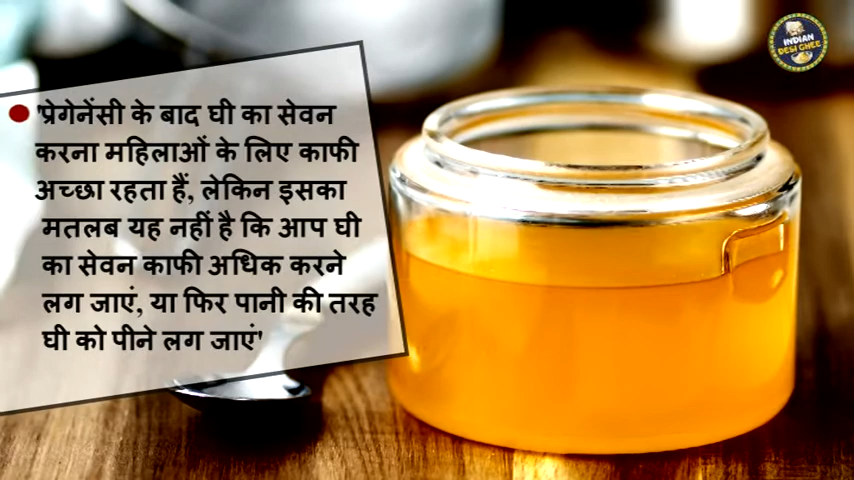 INDIAN
DESI GHEE
'प्रेगेनेंसी के बाद घी का सेवन
करना महिलाओं के लिए काफी
अच्छा रहता हैं, लेकिन इसका
मतलब यह नहीं है कि आप घी
का सेवन काफी अधिक करने
लग जाएं, या फिर पानी की तरह
घी को पीने लग जाएं'